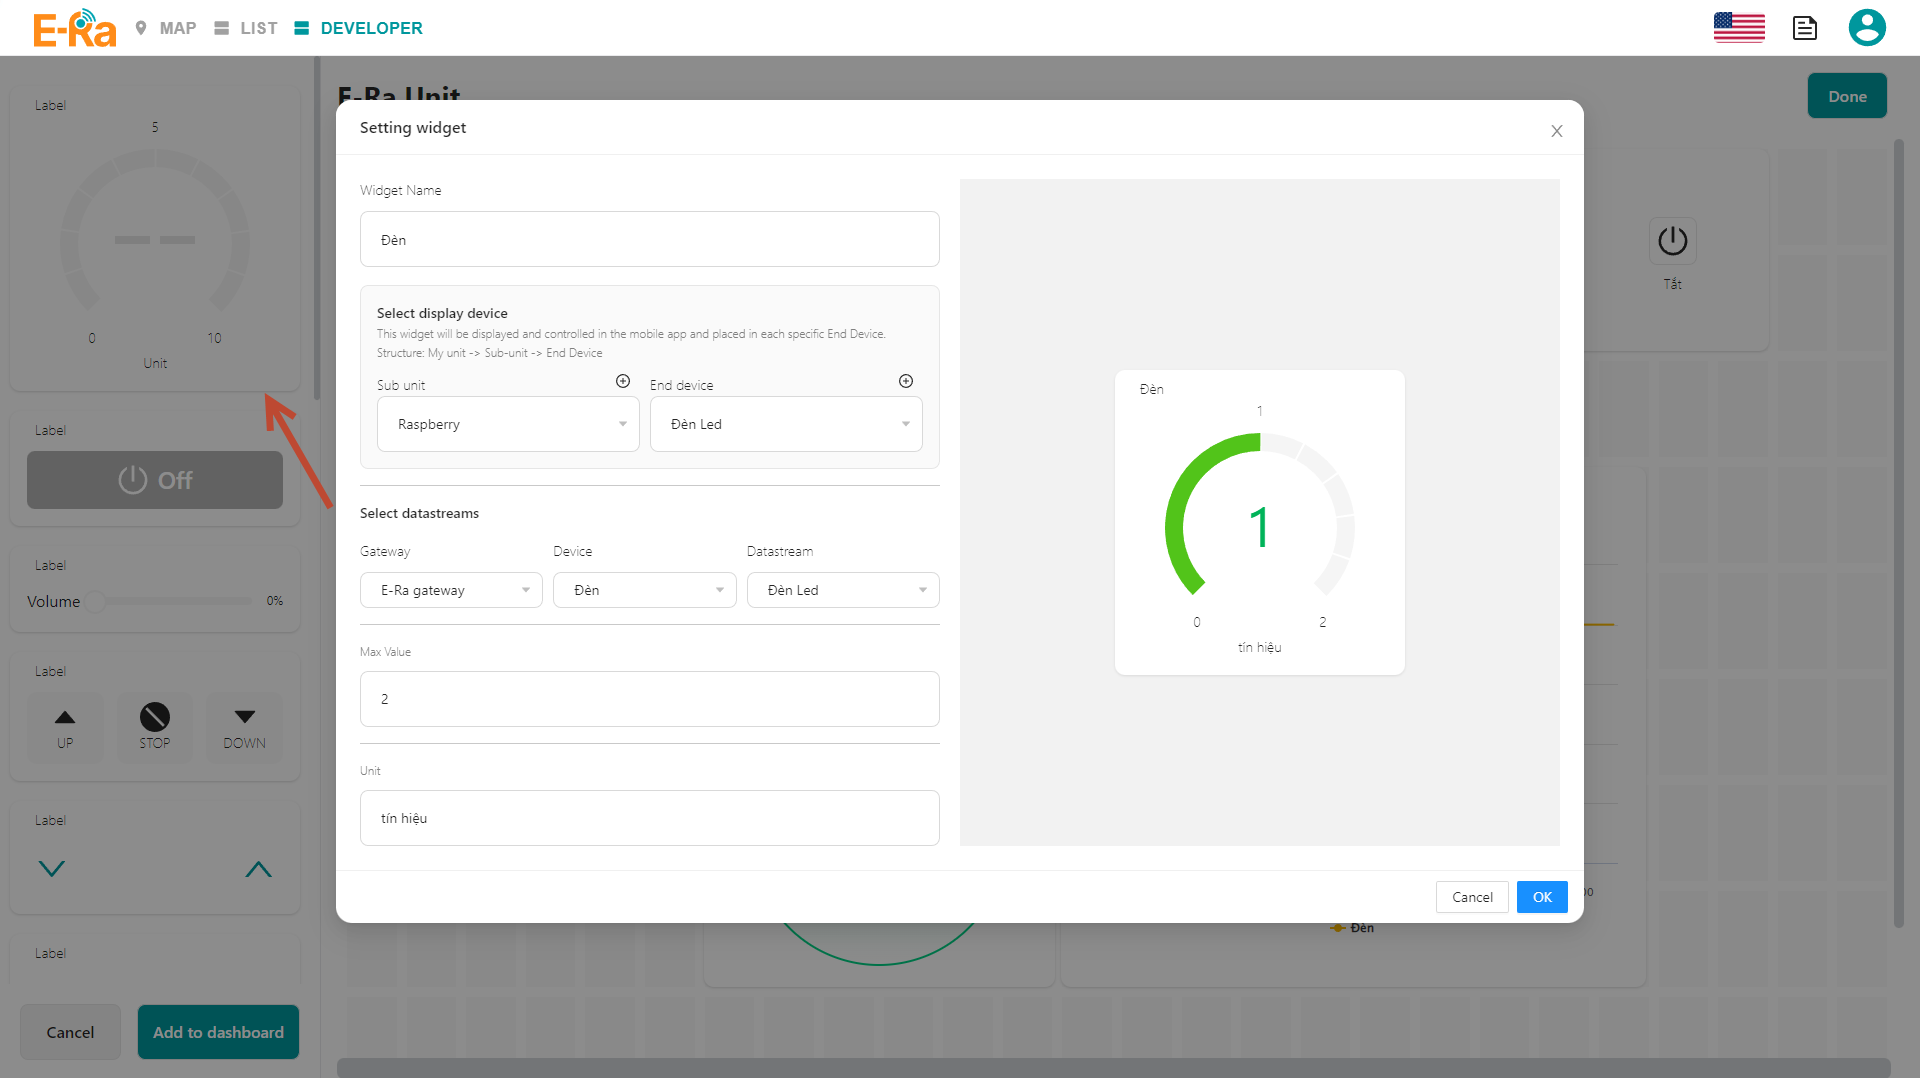 E-Ra
MAP
LIST
DEVELOPER
Label
5
0
10
Unit
Label
Off
Label
Volume
0%
Label
UP
STOP
DOWN
Label
Label
Cancel
Add to dashboard
E-Ra Unit
Done
Tắt
Setting widget
Widget Name
Đèn
Select display device
This widget will be displayed and controlled in the mobile app and placed in each specific End Device.
Structure: My unit -> Sub-unit -> End Device
Sub unit
End device
Raspberry
Đèn Led
Select datastreams
Gateway
Device
Datastream
E-Ra gateway
Đèn
Đèn Led
Max Value
2
Unit
tín hiệu
Đèn
1
1
0
2
tín hiệu
Cancel
OK
Đèn